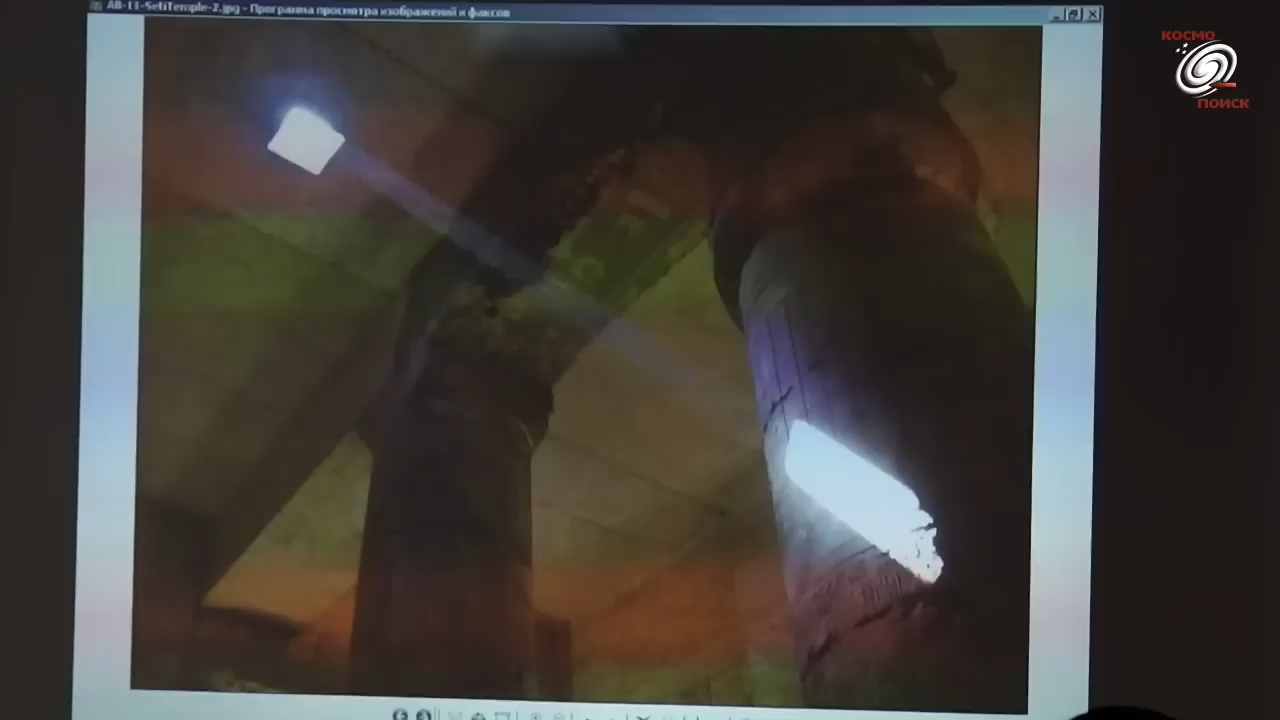 AB-11-SetiTemple-2.jpg - Программа просмотра изображений и факсов
КОСМО
ПОИСК